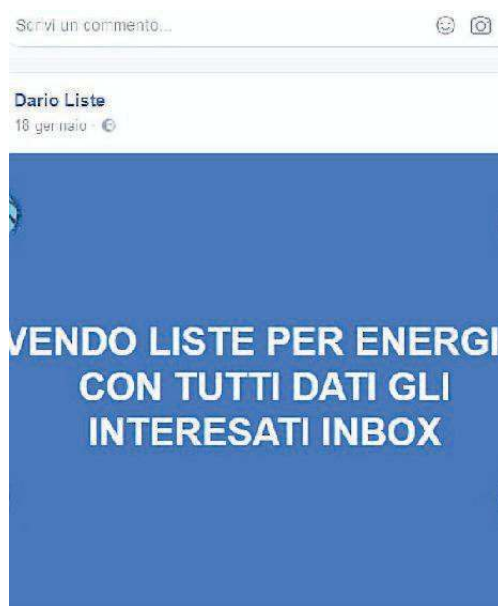 Scrivi un commento...
Dario Liste
18 gennaio
VENDO LISTE PER ENERGI
CON TUTTI DATI GLI
INTERESATI INBOX